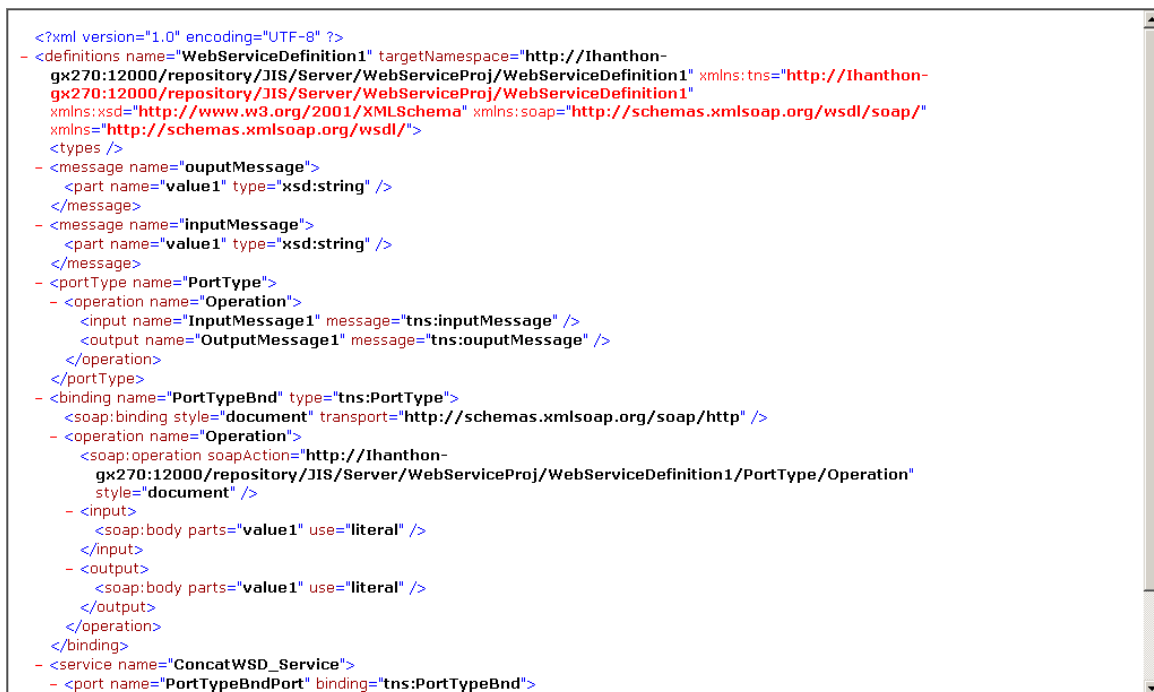 <?xml version="1.0" encoding="UTF-8" ?>
- <definitions name="WebServiceDefinition1" targetNamespace="http://lhanthon-
gx270:12000/repository/JIS/Server/WebServiceProj/WebServiceDefinition1" xmlns:tns="http://lhanthon-
gx270:12000/repository/JIS/Server/WebServiceProj/WebServiceDefinition1"
xmlns:xsd="http://www.w3.org/2001/XMLSchema" xmlns:soap="http://schemas.xmlsoap.org/wsdl/soap/"
xmlns="http://schemas.xmlsoap.org/wsdl/">
<types />
- <message name="ouputMessage">
<part name="value1" type="xsd:string" />
</message>
- <message name="inputMessage">
<part name="value1" type="xsd:string" />
</message>
- <portType name="PortType">
- <operation name="Operation">
<input name="InputMessage1" message="tns:inputMessage" />
<output name="OutputMessage1" message="tns:ouputMessage" />
</operation>
</portType>
- <binding name="PortTypeBnd" type="tns:PortType">
<soap:binding style="document" transport="http://schemas.xmlsoap.org/soap/http" />
- <operation name="Operation">
<soap:operation soapAction="http://lhanthon-
gx270:12000/repository/JIS/Server/WebServiceProj/WebServiceDefinition1/PortType/Operation"
style="document" />
- <input>
<soap:body parts="value1" use="literal" />
</input>
- <output>
<soap:body parts="value1" use="literal" />
</output>
</operation>
</binding>
- <service name="ConcatWSD_Service">
- <port name="PortTypeBndPort" binding="tns:PortTypeBnd">